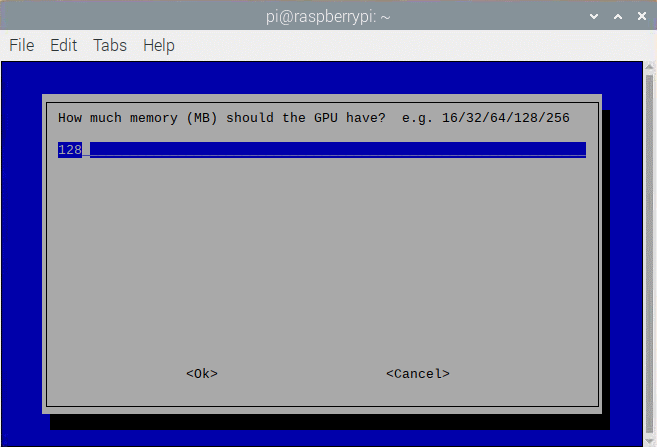 pi@raspberrypi: ~
File Edit Tabs Help
How much memory (MB) should the GPU have?  e.g. 16/32/64/128/256
128
<Ok> <Cancel>